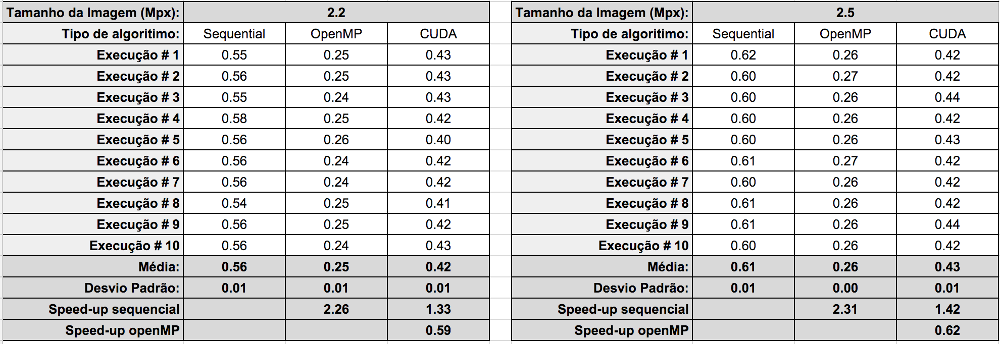 Tamanho da Imagem (Mpx): 2.2
Tipo de algoritimo: Sequential OpenMP CUDA
Execução # 1 0.55 0.25 0.43
Execução # 2 0.56 0.25 0.43
Execução # 3 0.55 0.24 0.43
Execução # 4 0.58 0.25 0.42
Execução # 5 0.56 0.26 0.40
Execução # 6 0.56 0.24 0.42
Execução # 7 0.56 0.24 0.42
Execução # 8 0.54 0.25 0.41
Execução # 9 0.56 0.25 0.42
Execução # 10 0.56 0.24 0.43
Média: 0.56 0.25 0.42
Desvio Padrão: 0.01 0.01 0.01
Speed-up sequencial 2.26 1.33
Speed-up openMP 0.59
Tamanho da Imagem (Mpx): 2.5
Tipo de algoritimo: Sequential OpenMP CUDA
Execução # 1 0.62 0.26 0.42
Execução # 2 0.60 0.27 0.42
Execução # 3 0.60 0.26 0.44
Execução # 4 0.60 0.26 0.42
Execução # 5 0.60 0.26 0.43
Execução # 6 0.61 0.27 0.42
Execução # 7 0.60 0.26 0.42
Execução # 8 0.61 0.26 0.42
Execução # 9 0.61 0.26 0.44
Execução # 10 0.60 0.26 0.42
Média: 0.61 0.26 0.43
Desvio Padrão: 0.01 0.00 0.01
Speed-up sequencial 2.31 1.42
Speed-up openMP 0.62